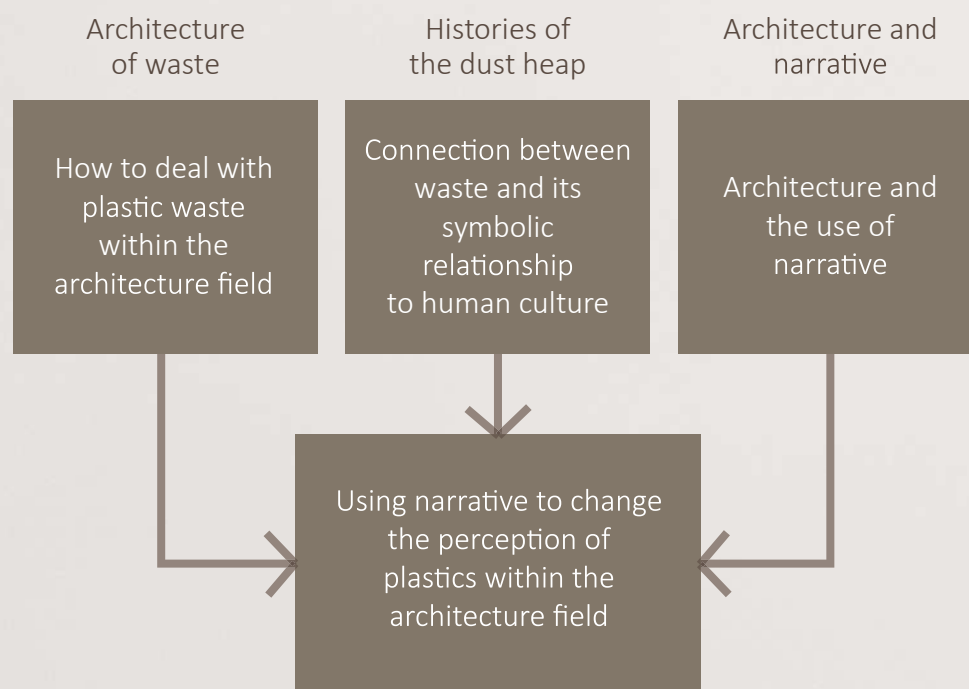 Architecture
of waste
Histories of
the dust heap
Architecture and
narrative
How to deal with
plastic waste
within the
architecture field
Connection between
waste and its
symbolic
relationship
to human culture
Architecture and
the use of
narrative
Using narrative to change
the perception of
plastics within the
architecture field